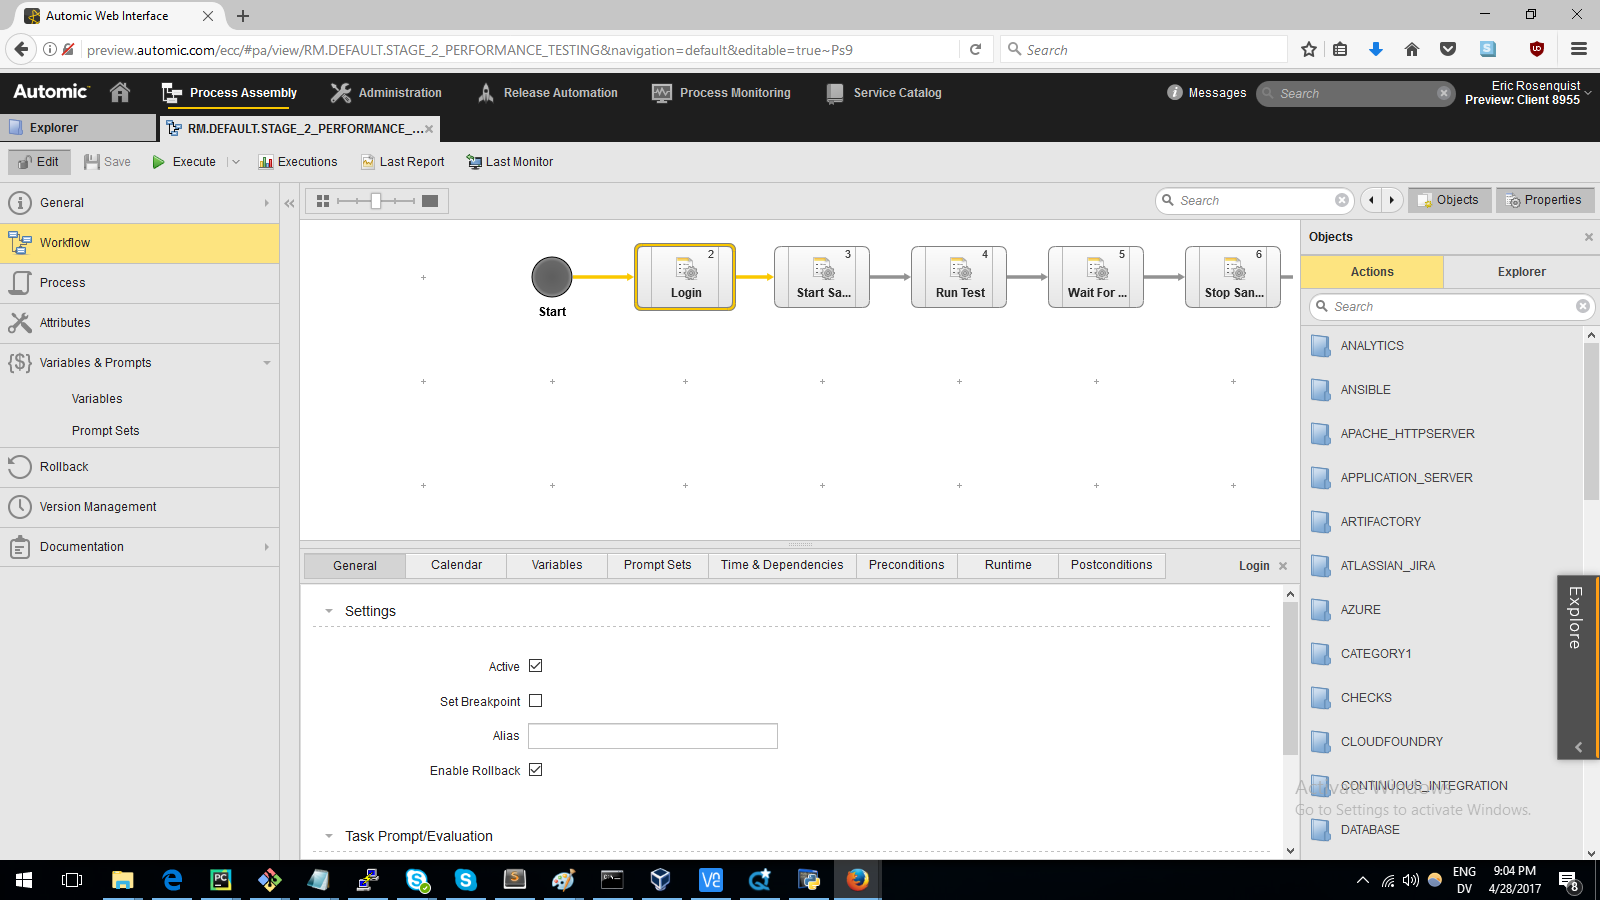 Automic Web Interface
preview.automic.com/ecc/#pa/view/RM.DEFAULT.STAGE_2_PERFORMANCE_TESTING&navigation=default&editable=true~Ps9
Search
Automic
Process Assembly
Administration
Release Automation
Process Monitoring
Service Catalog
Messages
Search
Eric Rosenquist
Preview: Client 8955
Explorer
RM.DEFAULT.STAGE_2_PERFORMANCE_...
Edit
Save
Execute
Executions
Last Report
Last Monitor
General
Workflow
Process
Attributes
Variables & Prompts
Variables
Prompt Sets
Rollback
Version Management
Documentation
Search
Objects
Properties
Start
2
Login
3
Start Sa...
4
Run Test
5
Wait For ...
6
Stop San...
Objects
Actions
Explorer
Search
ANALYTICS
ANSIBLE
APACHE_HTTPSERVER
APPLICATION_SERVER
ARTIFACTORY
ATLASSIAN_JIRA
AZURE
CATEGORY1
CHECKS
CLOUDFOUNDRY
CONTINUOUS_INTEGRATION
DATABASE
Explore
Activate Windows
Go to Settings to activate Windows.
General
Calendar
Variables
Prompt Sets
Time & Dependencies
Preconditions
Runtime
Postconditions
Login
Settings
Active
Set Breakpoint
Alias
Enable Rollback
Task Prompt/Evaluation
ENG
DV
9:04 PM
4/28/2017
8